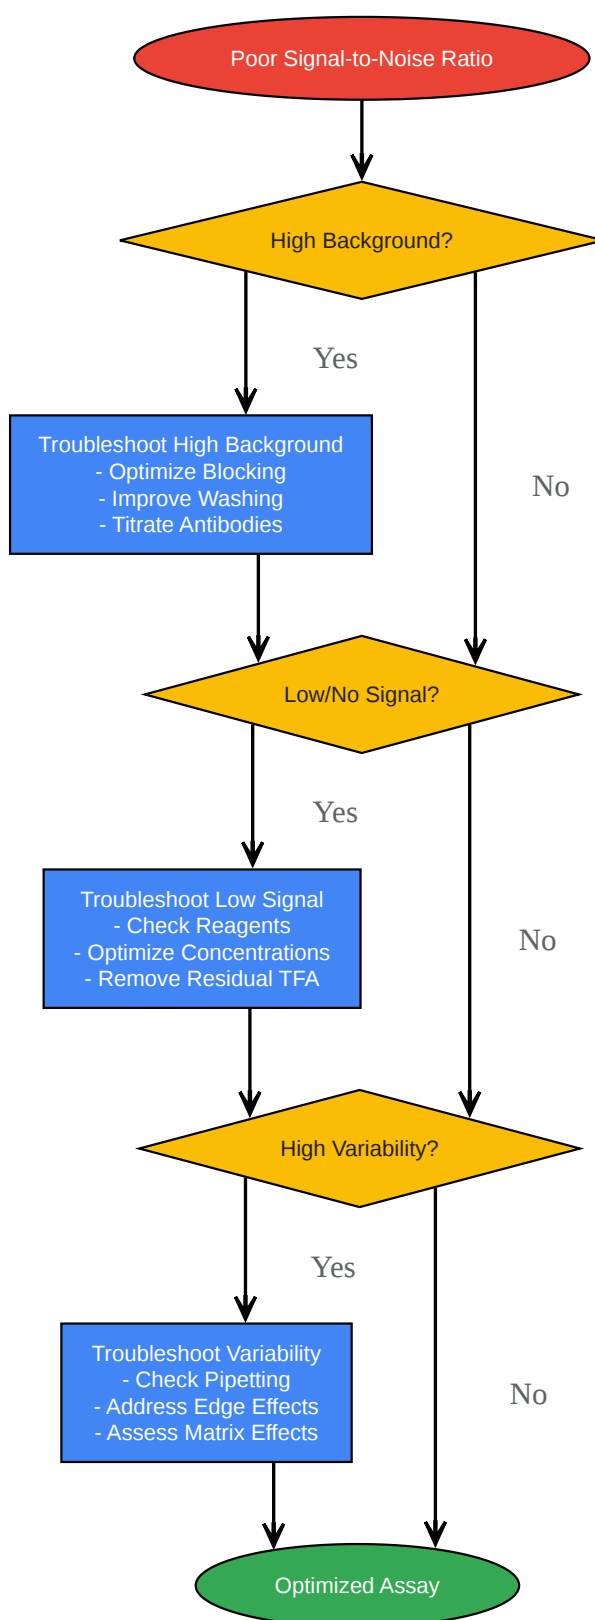 Poor Signal-to-Noise Ratio
High Background?
Yes
No
Troubleshoot High Background
- Optimize Blocking
- Improve Washing
- Titrate Antibodies
Low/No Signal?
Yes
No
Troubleshoot Low Signal
- Check Reagents
- Optimize Concentrations
- Remove Residual TFA
High Variability?
Yes
No
Troubleshoot Variability
- Check Pipetting
- Address Edge Effects
- Assess Matrix Effects
Optimized Assay